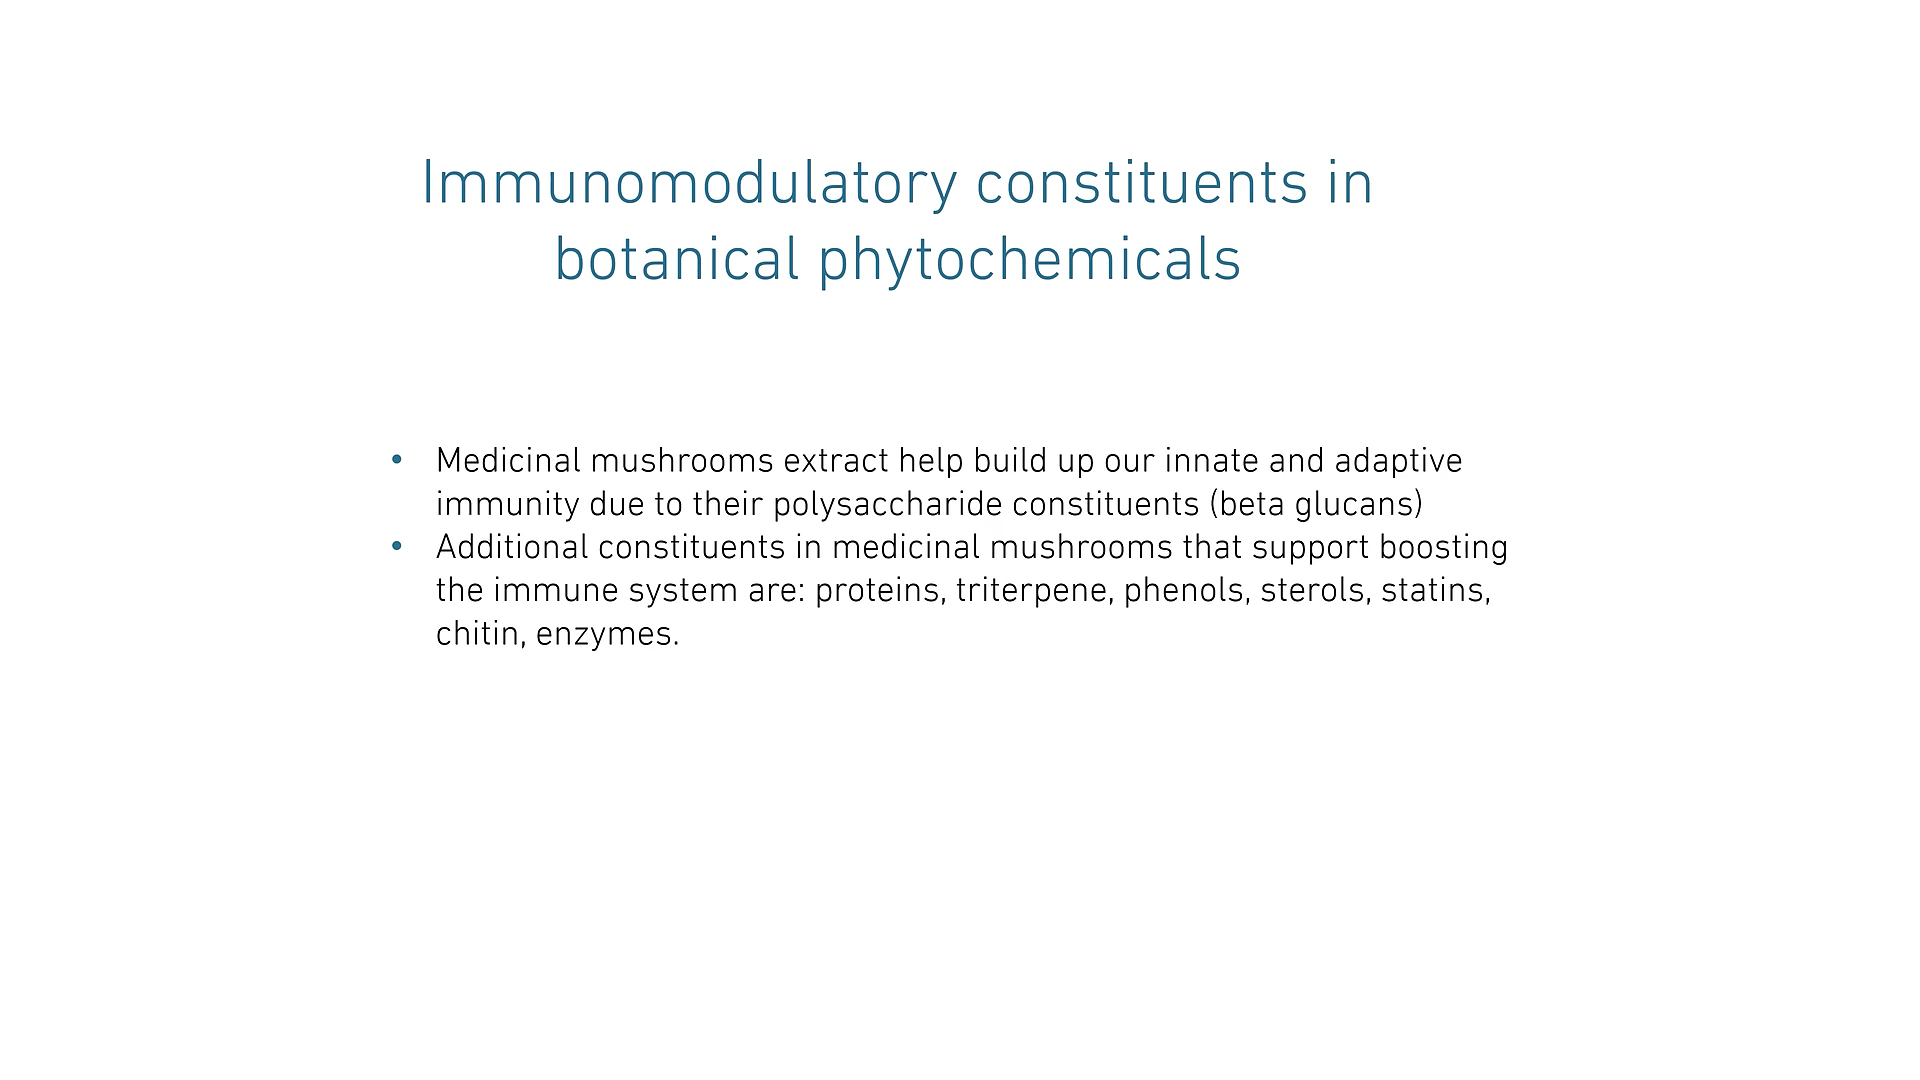 Immunomodulatory constituents in
botanical phytochemicals
• Medicinal mushrooms extract help build up our innate and adaptive
immunity due to their polysaccharide constituents (beta glucans)
• Additional constituents in medicinal mushrooms that support boosting
the immune system are: proteins, triterpene, phenols, sterols, statins,
chitin, enzymes.